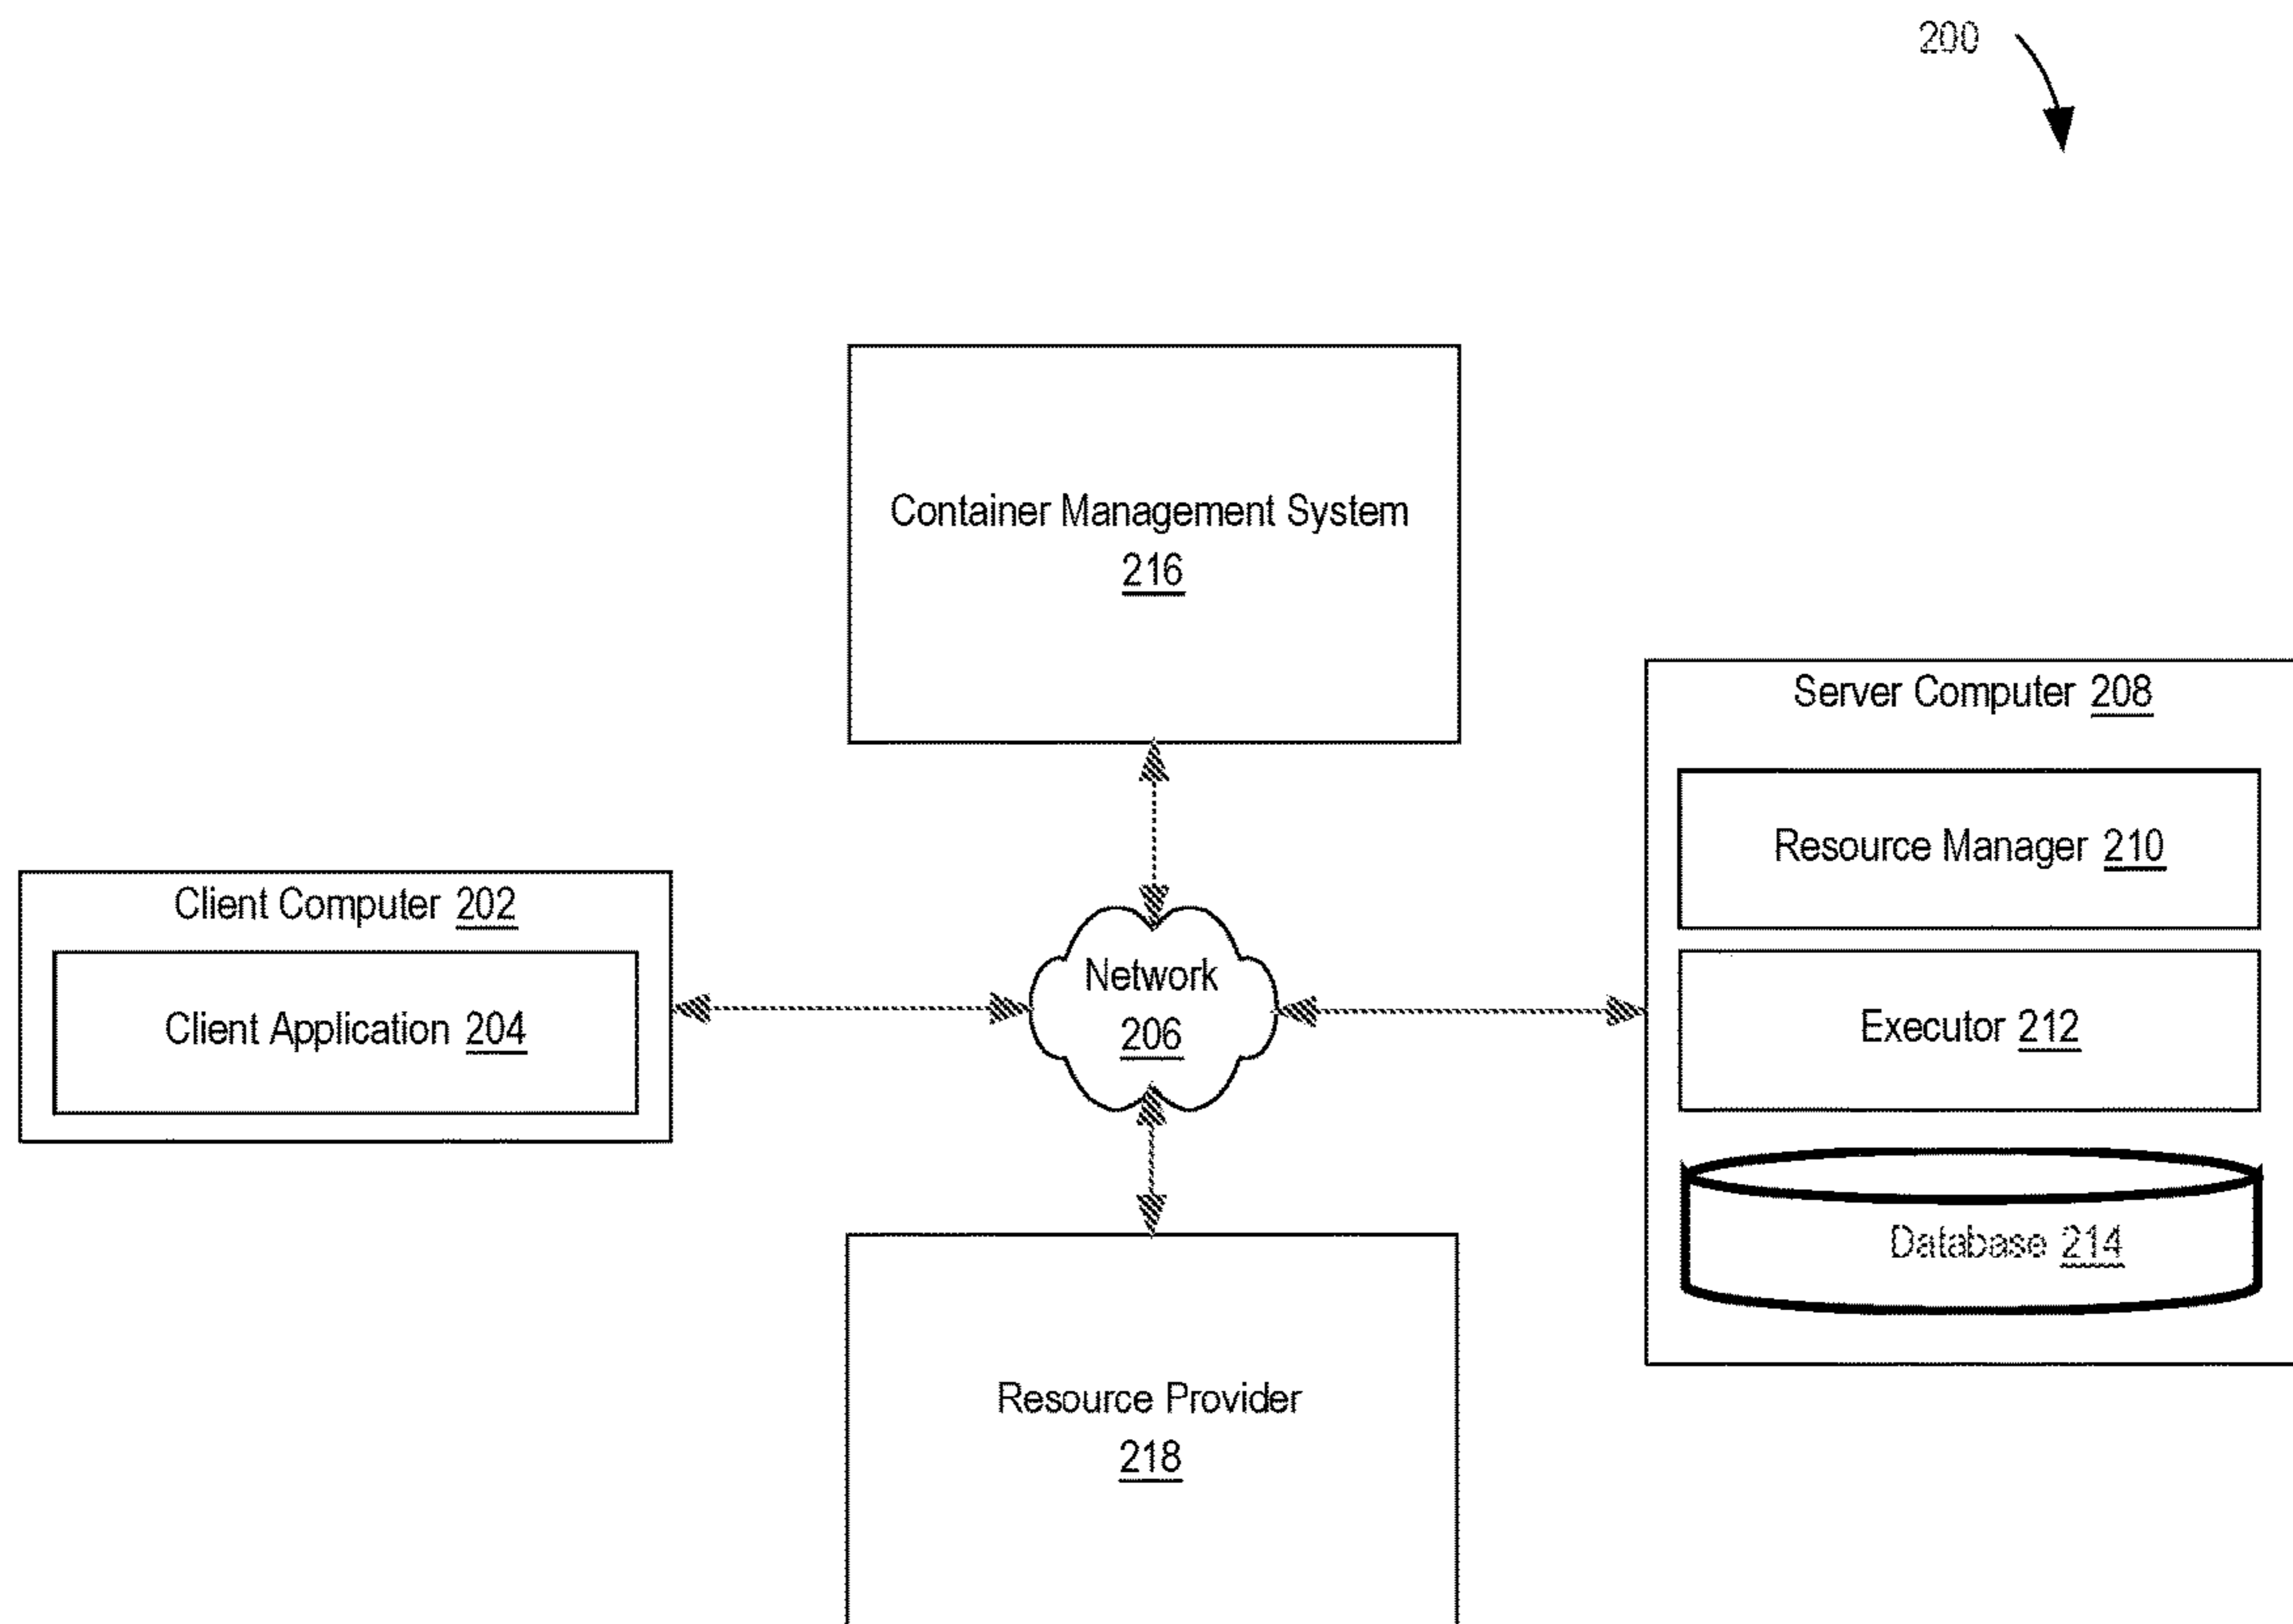 200
Container Management System
216
Server Computer 208
Resource Manager 210
Client Computer 202
Network
206
Client Application 204
Executor 212
Database 214
Resource Provider
218